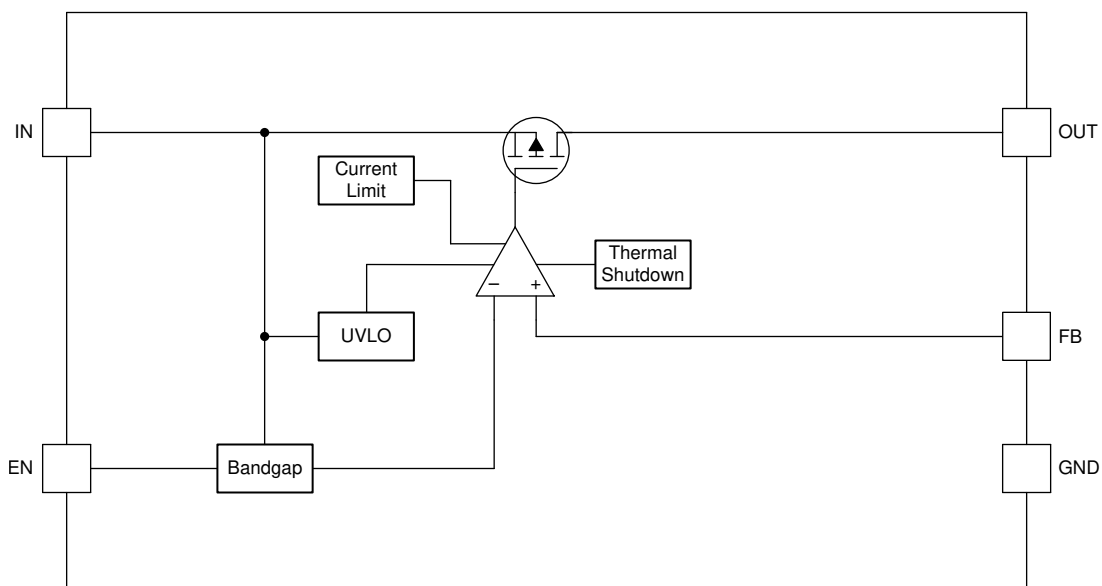 IN
OUT
Current
Limit
Thermal
Shutdown
− +
UVLO
FB
EN
Bandgap
GND